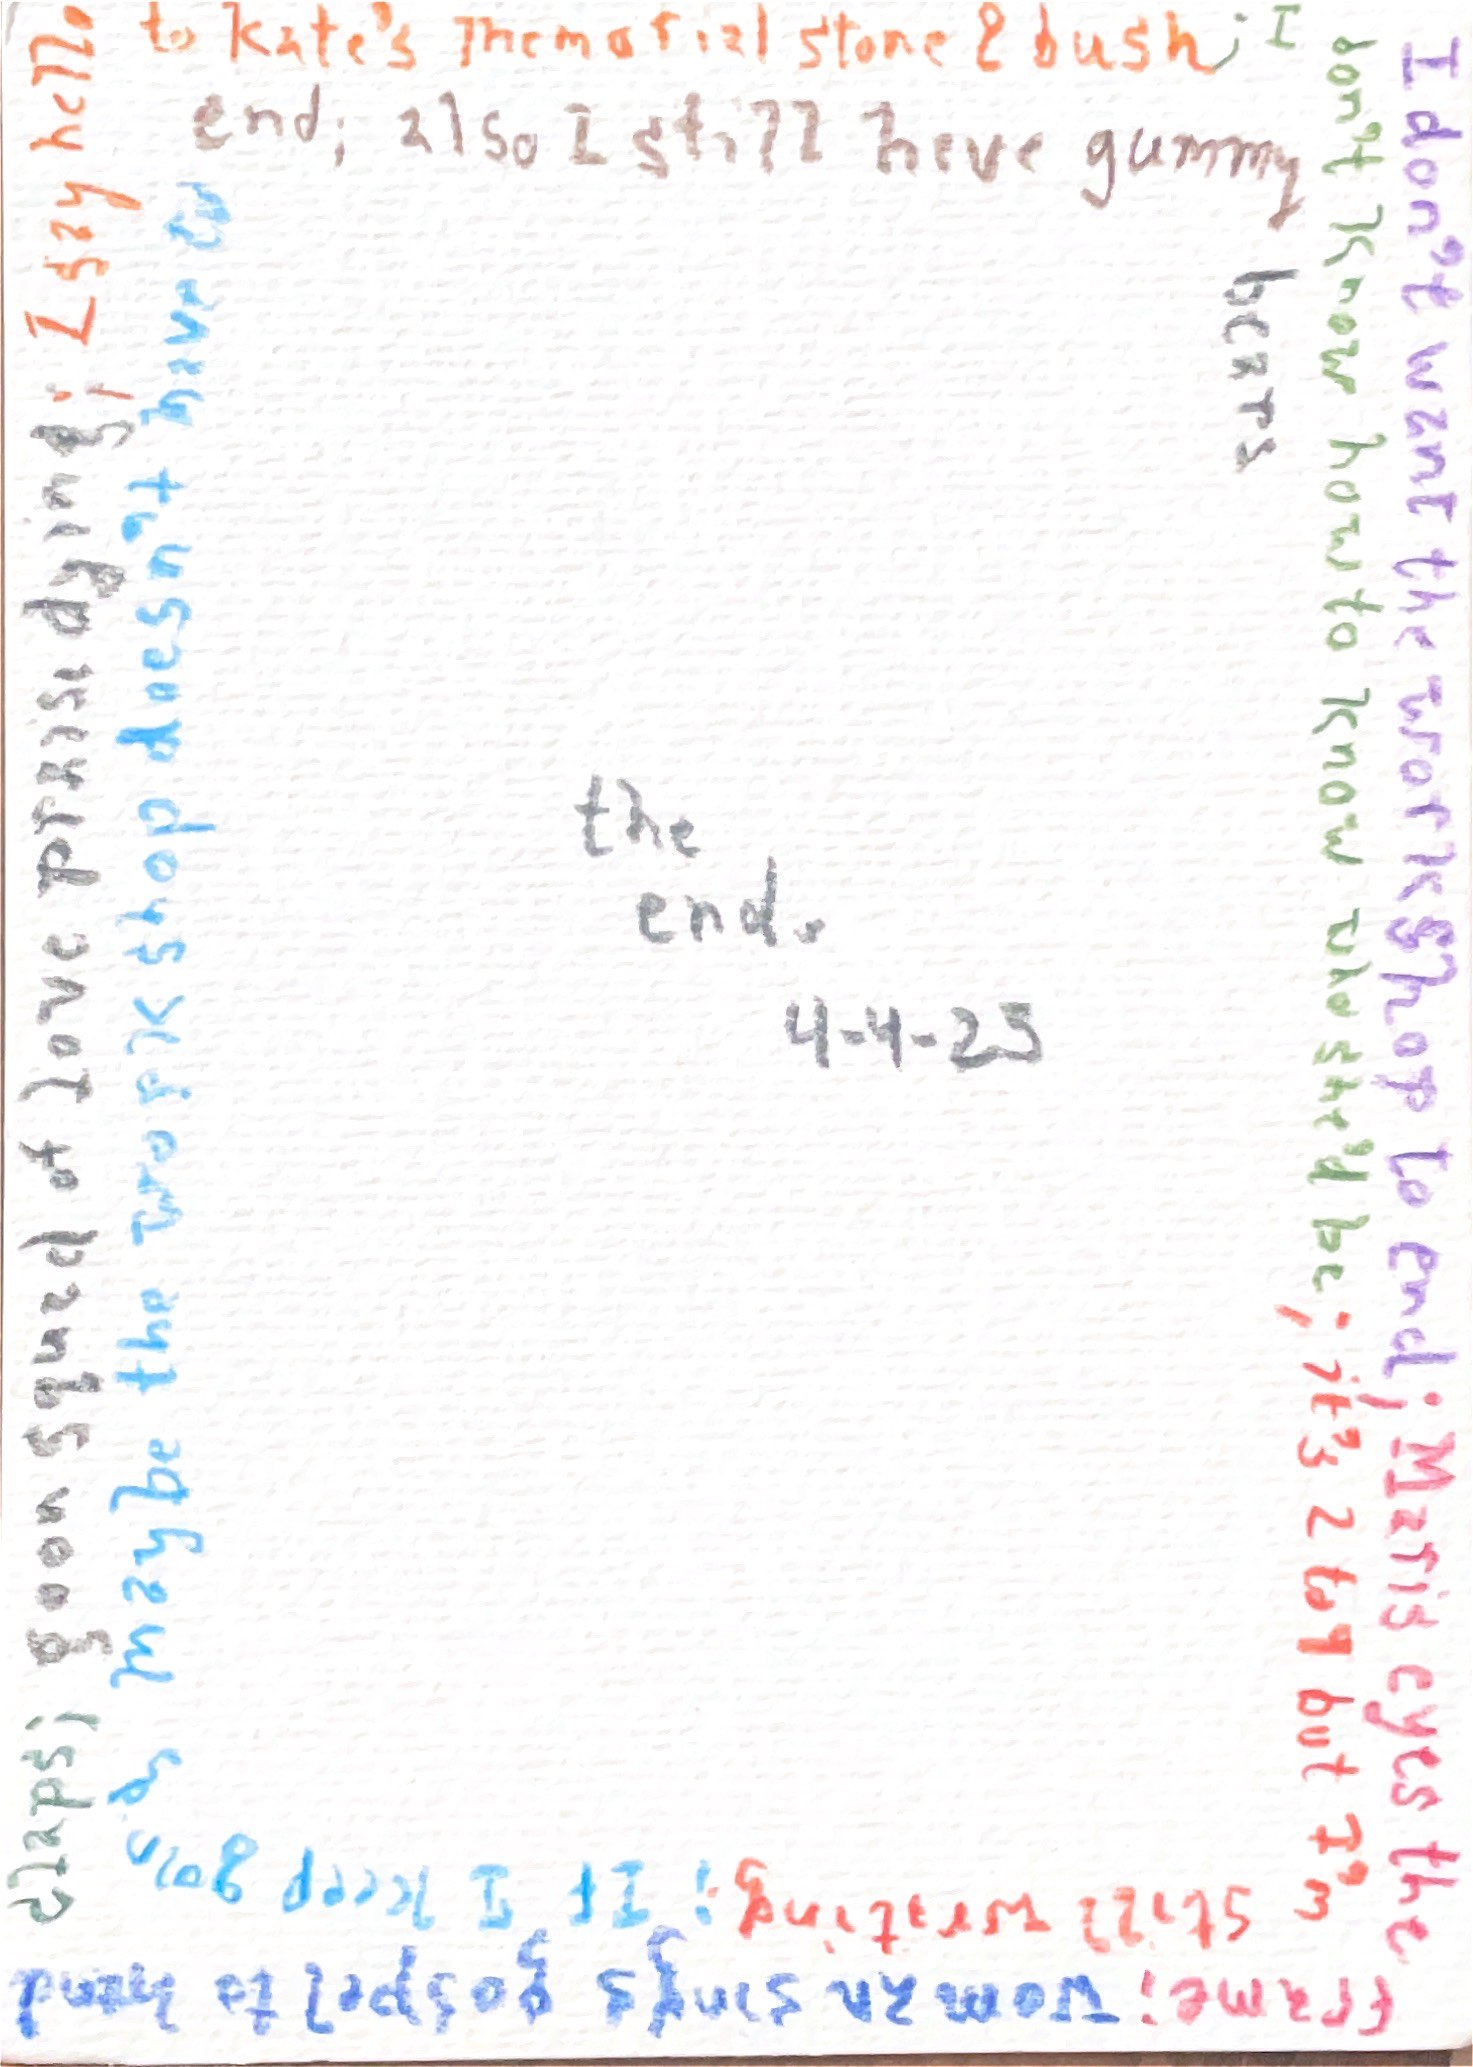 I don't want the workshop to end; Maris eyes the
frame; woman sings gospel to hand
claps; goon squad of love praise dying; I say hello
to Kate's memorial stone & bush; I
don't know how to know who she'd be; it's 2 to 9 but I'm
still writing; If I keep going
maybe the workshop doesn't have to
end; also I still have gummy
bears
the
end.
4-4-25